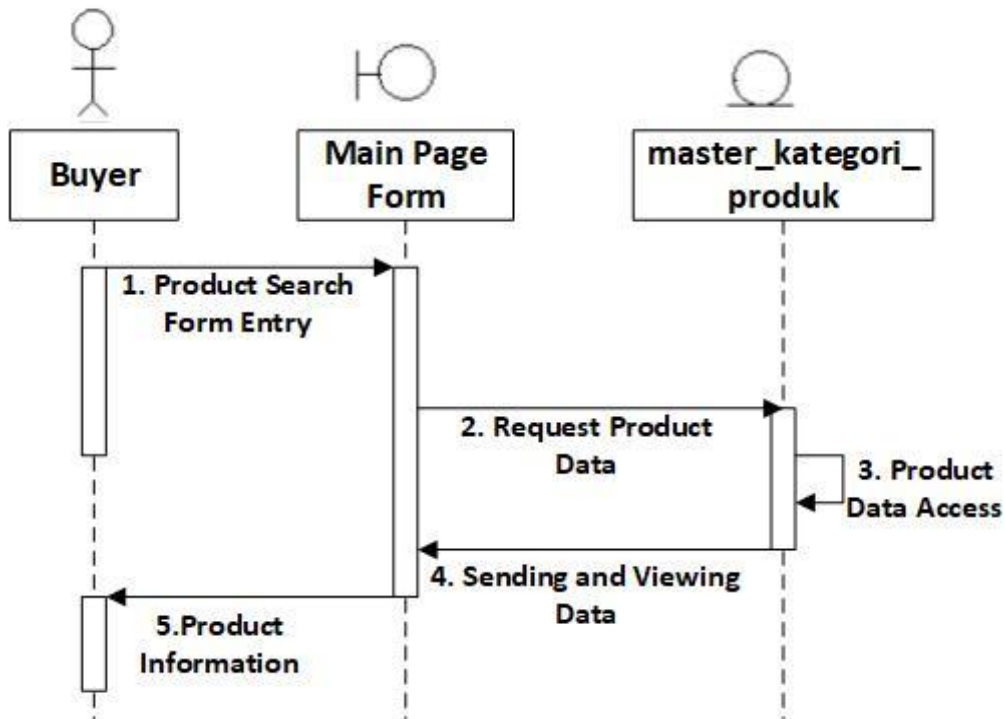 Buyer
Main Page
Form
master_kategori_
produk
1. Product Search
Form Entry
2. Request Product
Data
3. Product
Data Access
4. Sending and Viewing
Data
5.Product
Information